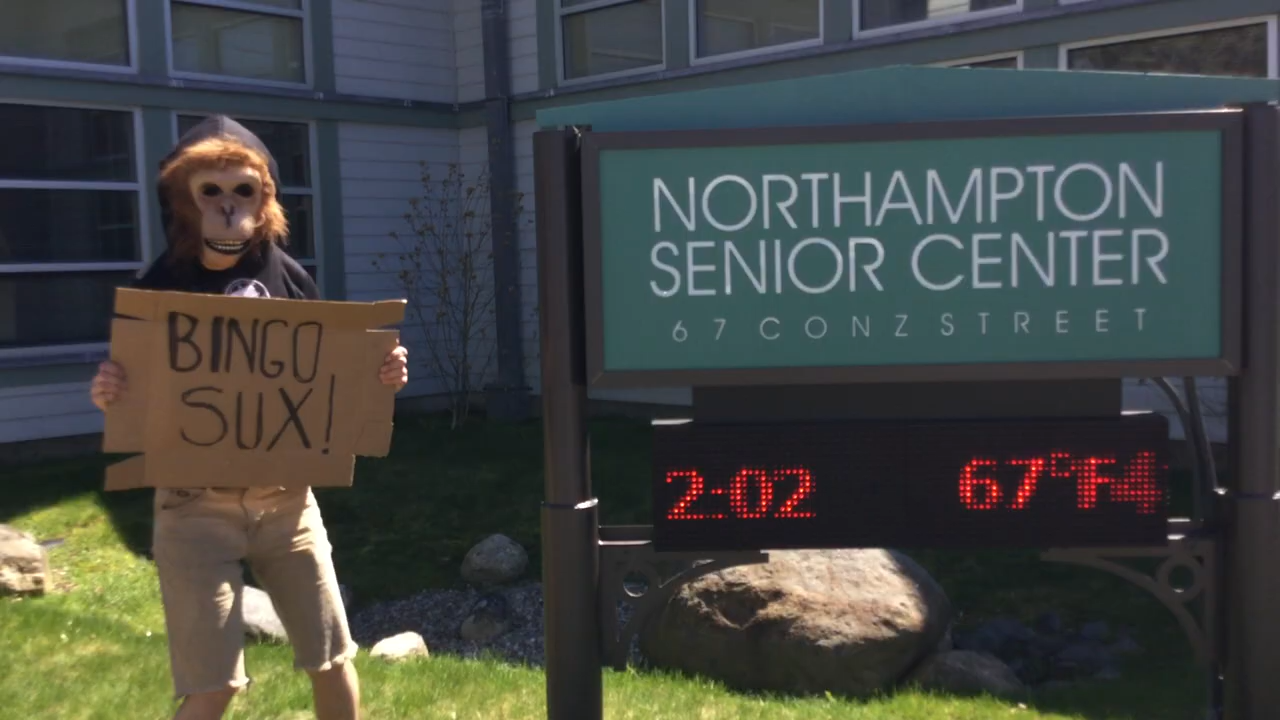 BINGO
SUX!
NORTHAMPTON
SENIOR CENTER
67 CONZ STREET
2:02 67°F